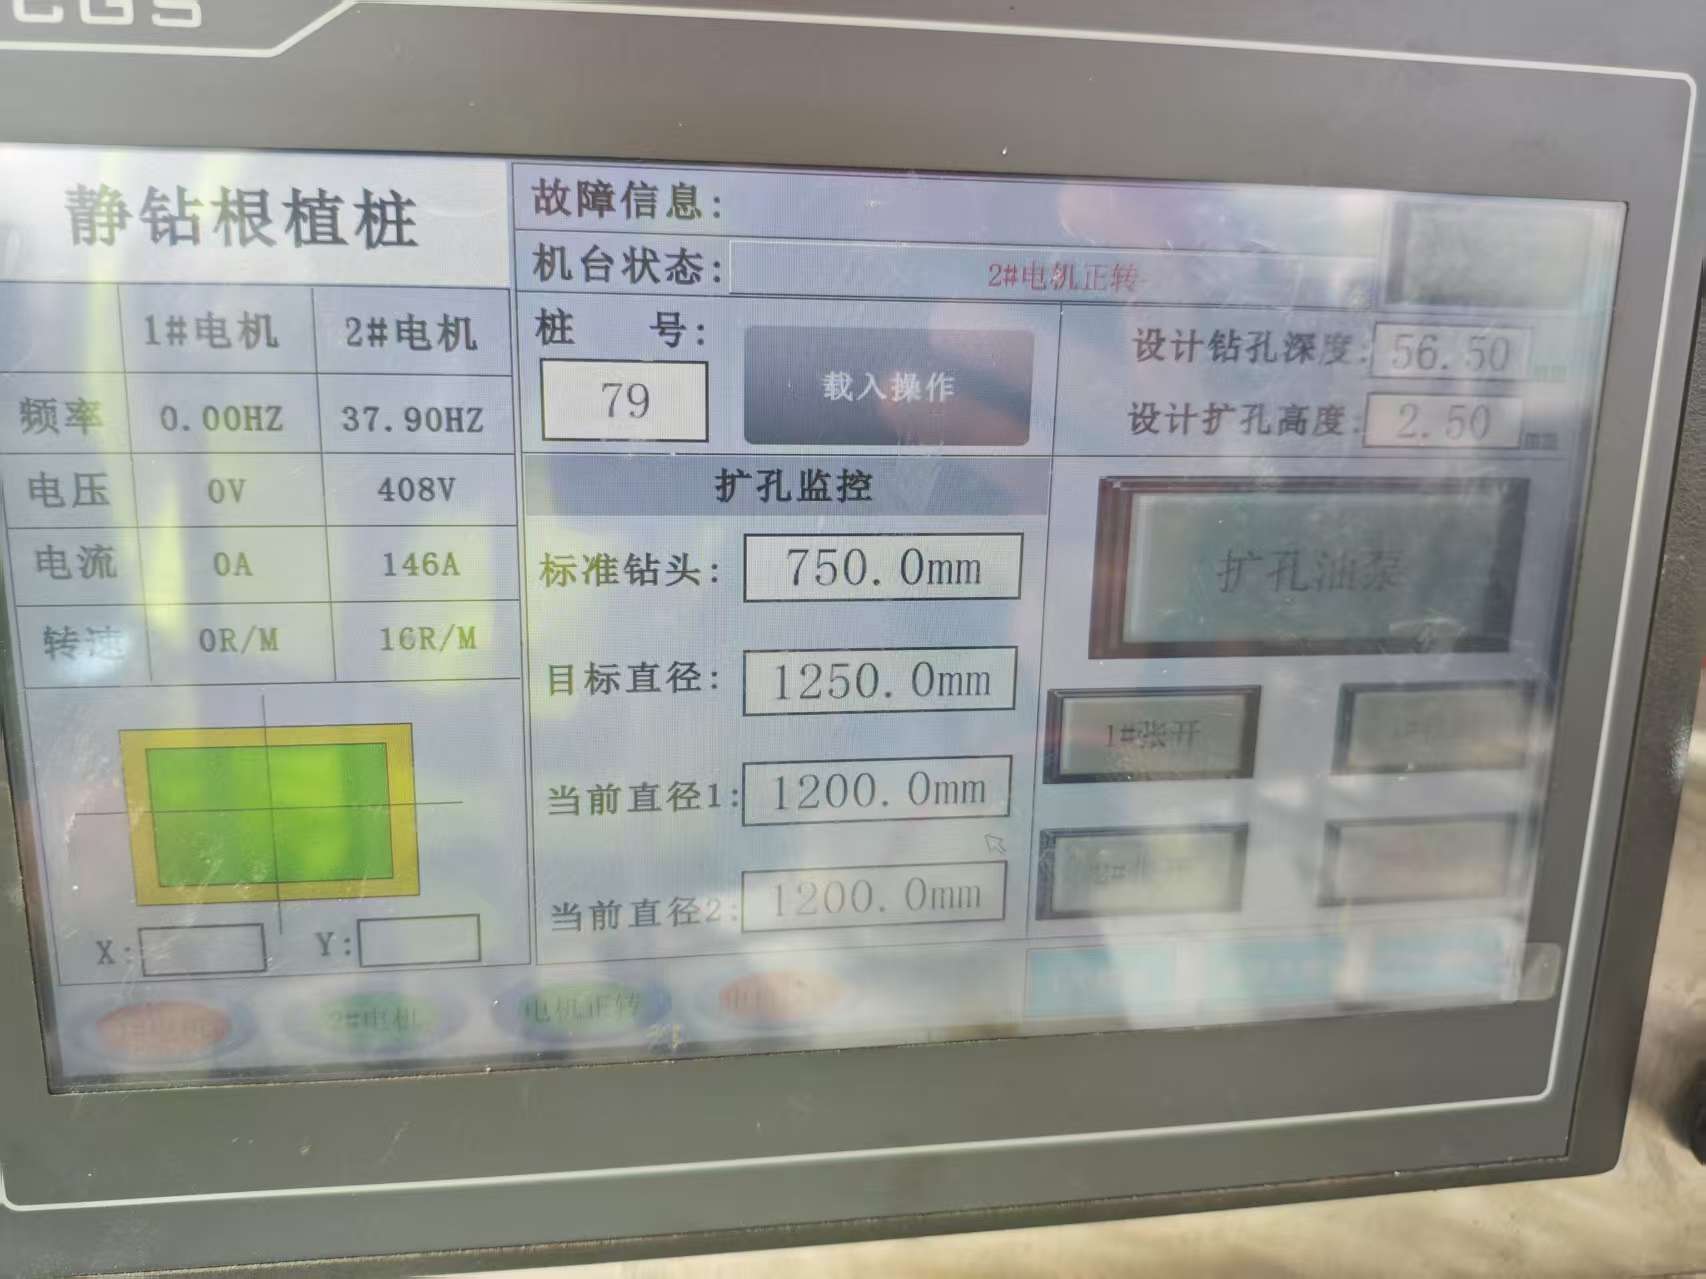 CGS
静钻根植桩
故障信息:
机台状态: 2#电机正转
1#电机 2#电机
频率 0.00HZ 37.90HZ
电压 0V 408V
电流 0A 146A
转速 0R/M 16R/M
X: Y:
桩 号:
79
载入操作
设计钻孔深度: 56.50
设计扩孔高度: 2.50 mm
扩孔监控
标准钻头: 750.0mm
目标直径: 1250.0mm
当前直径1: 1200.0mm
当前直径2: 1200.0mm
扩孔油泵
1#张开
2#电机 电机正转